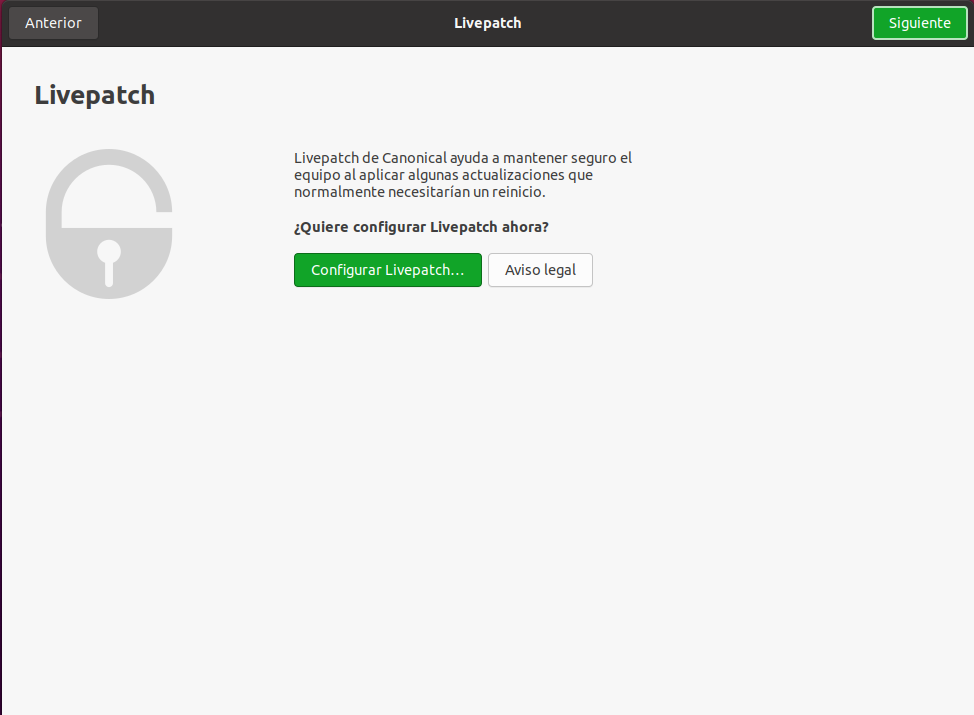 Anterior
Livepatch
Siguiente
Livepatch
Livepatch de Canonical ayuda a mantener seguro el
equipo al aplicar algunas actualizaciones que
normalmente necesitarían un reinicio.
¿Quiere configurar Livepatch ahora?
Configurar Livepatch…
Aviso legal